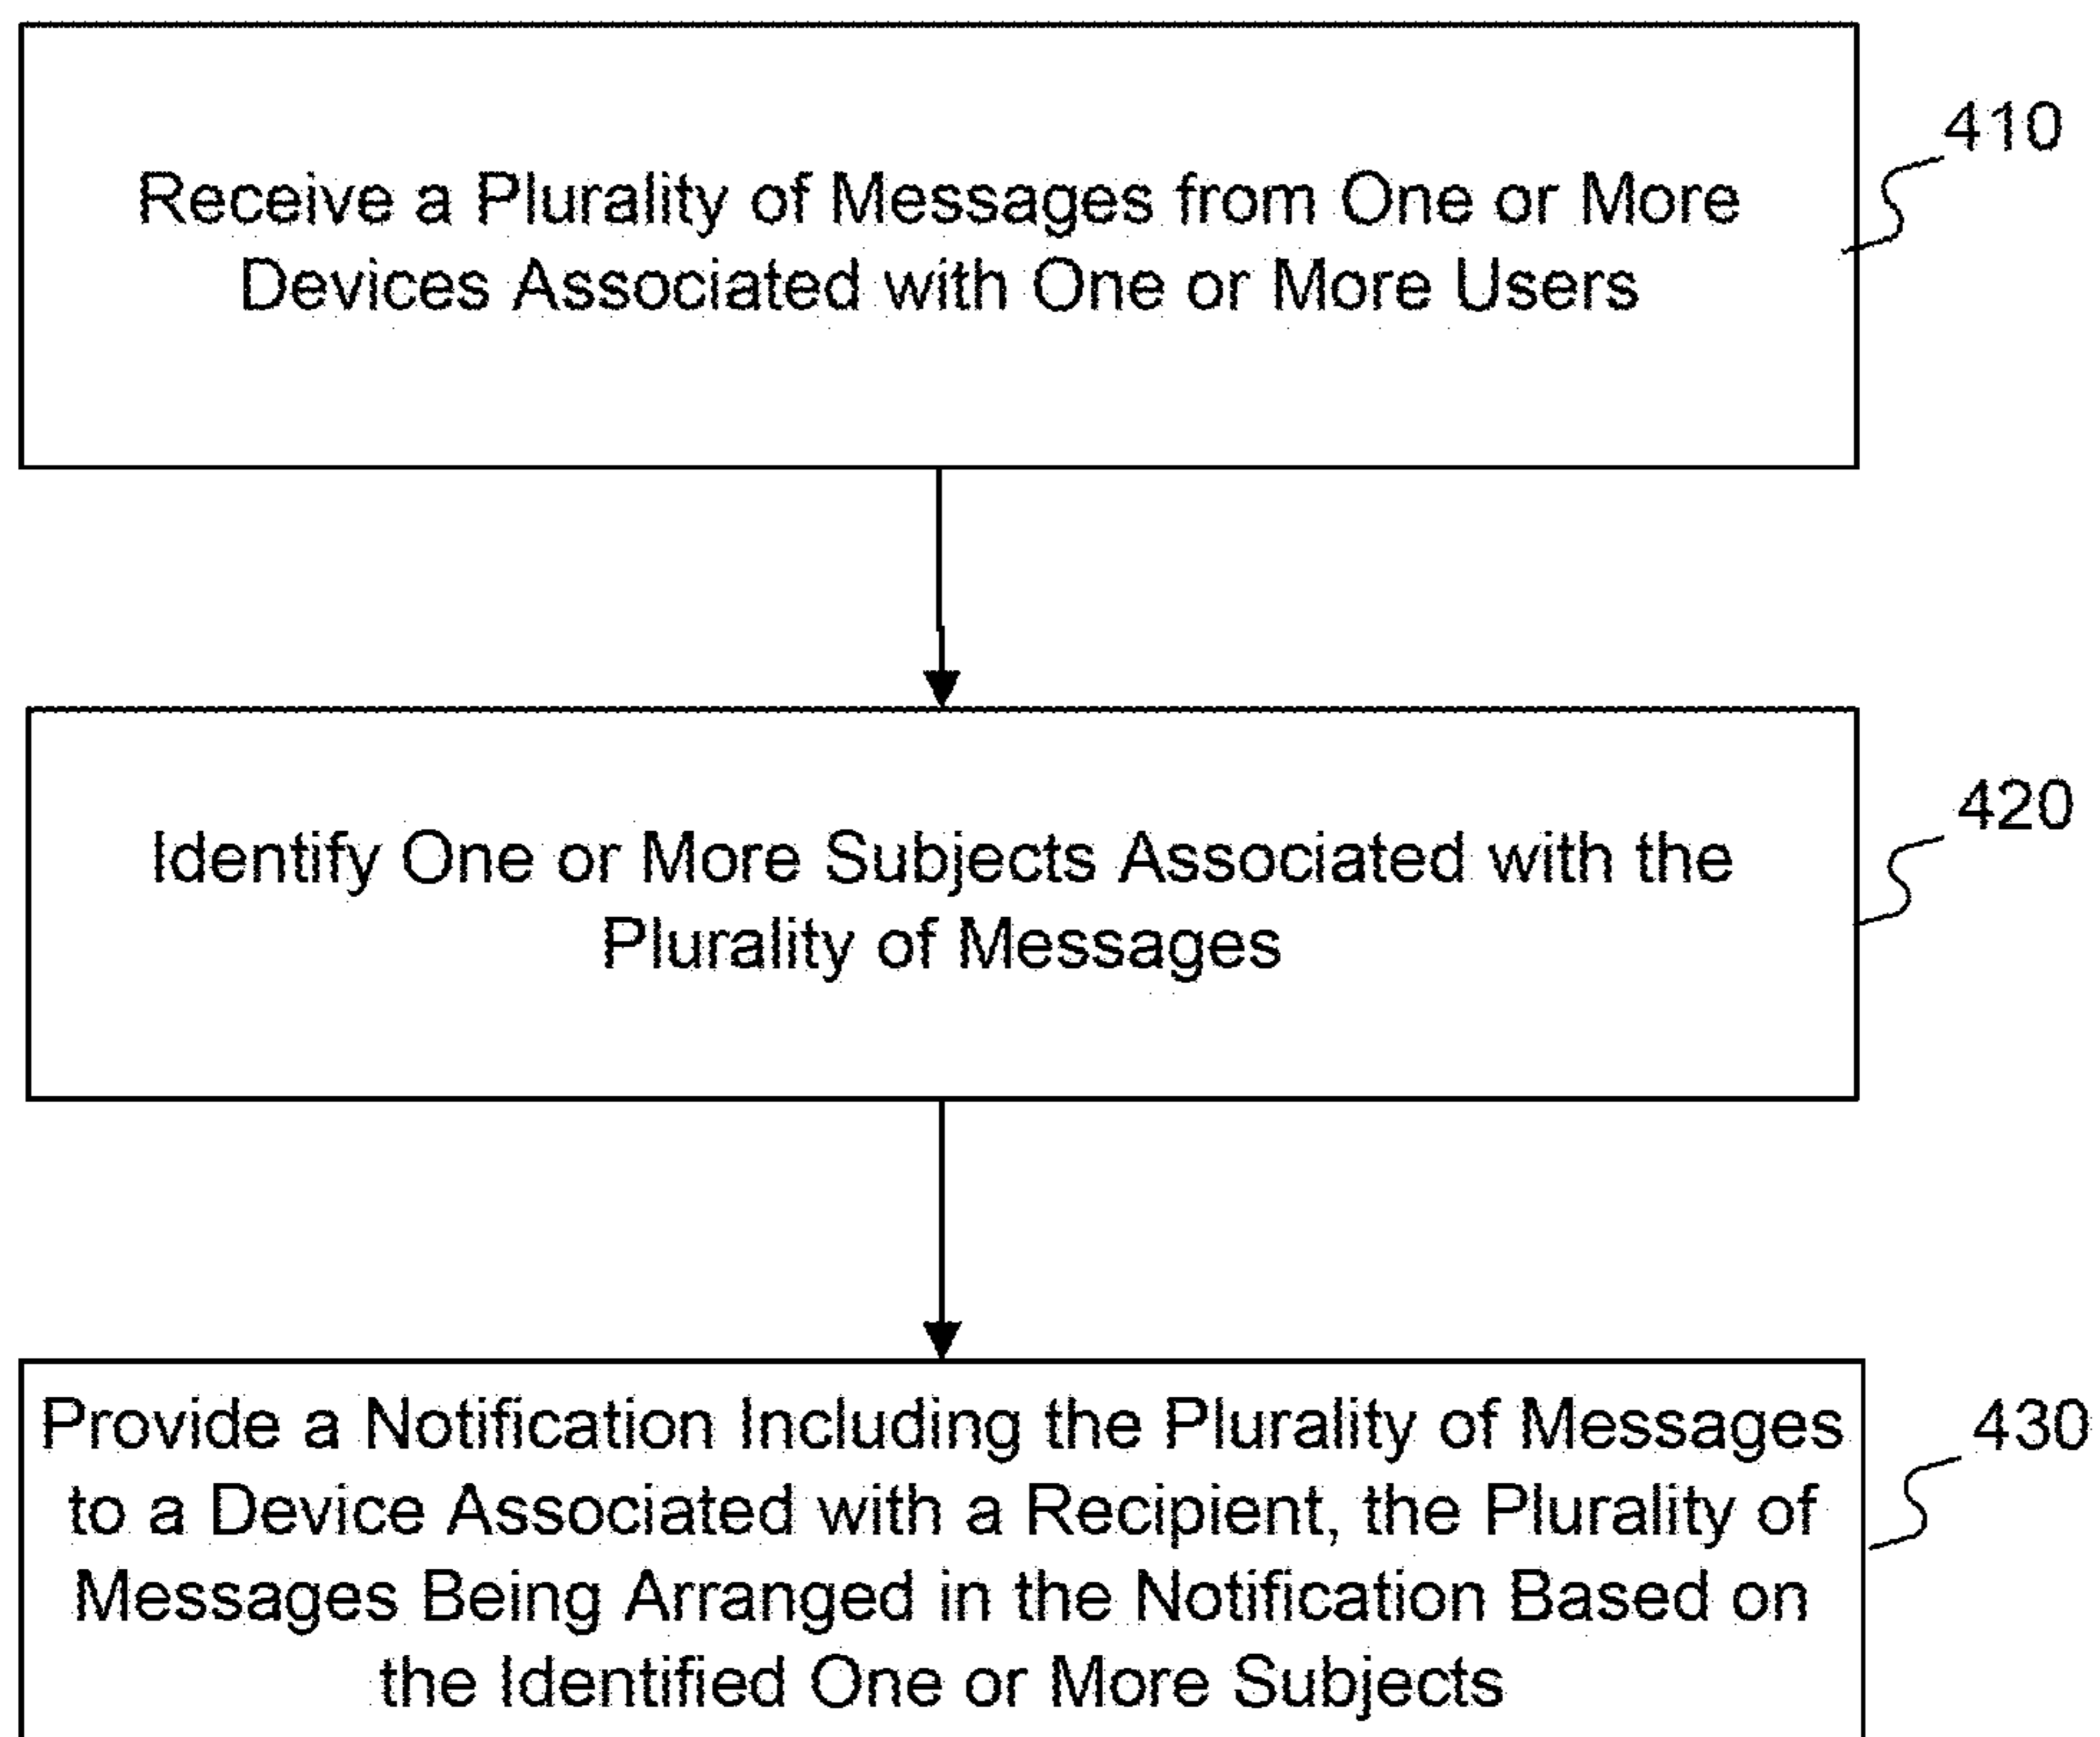 Receive a Plurality of Messages from One or More
Devices Associated with One or More Users
410
Identify One or More Subjects Associated with the
Plurality of Messages
420
Provide a Notification Including the Plurality of Messages
to a Device Associated with a Recipient, the Plurality of
Messages Being Arranged in the Notification Based on
the Identified One or More Subjects
430